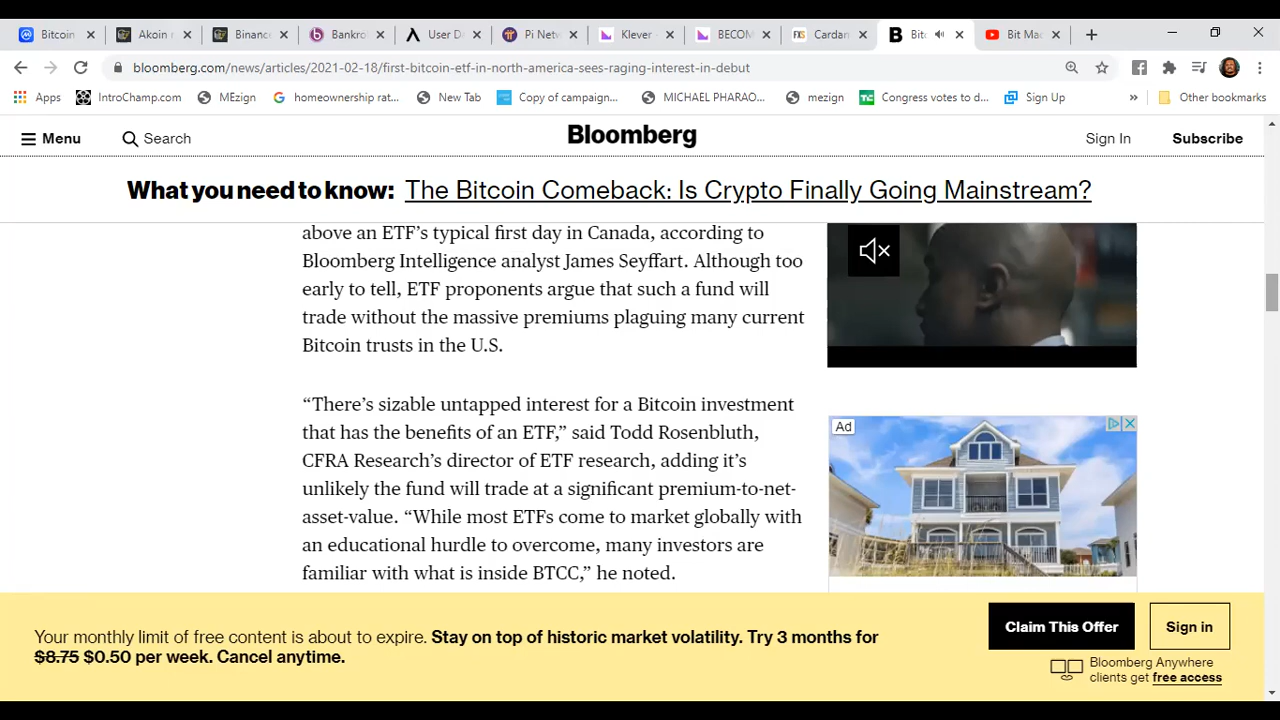 Bitcoin
Akoin
Binance
Bankro
User D
Pi Netw
Klever -
BECOM
FXS
Cardan
Bitc
Bit Mac
bloomberg.com/news/articles/2021-02-18/first-bitcoin-etf-in-north-america-sees-raging-interest-in-debut
Apps
IntroChamp.com
MEzign
homeownership rat...
New Tab
Copy of campaign...
MICHAEL PHARAO...
mezign
TC
Congress votes to d...
Sign Up
»
Other bookmarks
Menu
Search
Bloomberg
Sign In
Subscribe
What you need to know: The Bitcoin Comeback: Is Crypto Finally Going Mainstream?
above an ETF’s typical first day in Canada, according to
Bloomberg Intelligence analyst James Seyffart. Although too
early to tell, ETF proponents argue that such a fund will
trade without the massive premiums plaguing many current
Bitcoin trusts in the U.S.
“There’s sizable untapped interest for a Bitcoin investment
that has the benefits of an ETF,” said Todd Rosenbluth,
CFRA Research’s director of ETF research, adding it’s
unlikely the fund will trade at a significant premium-to-net-
asset-value. “While most ETFs come to market globally with
an educational hurdle to overcome, many investors are
familiar with what is inside BTCC,” he noted.
Ad
Your monthly limit of free content is about to expire. Stay on top of historic market volatility. Try 3 months for
$8.75 $0.50 per week. Cancel anytime.
Claim This Offer
Sign in
Bloomberg Anywhere
clients get free access